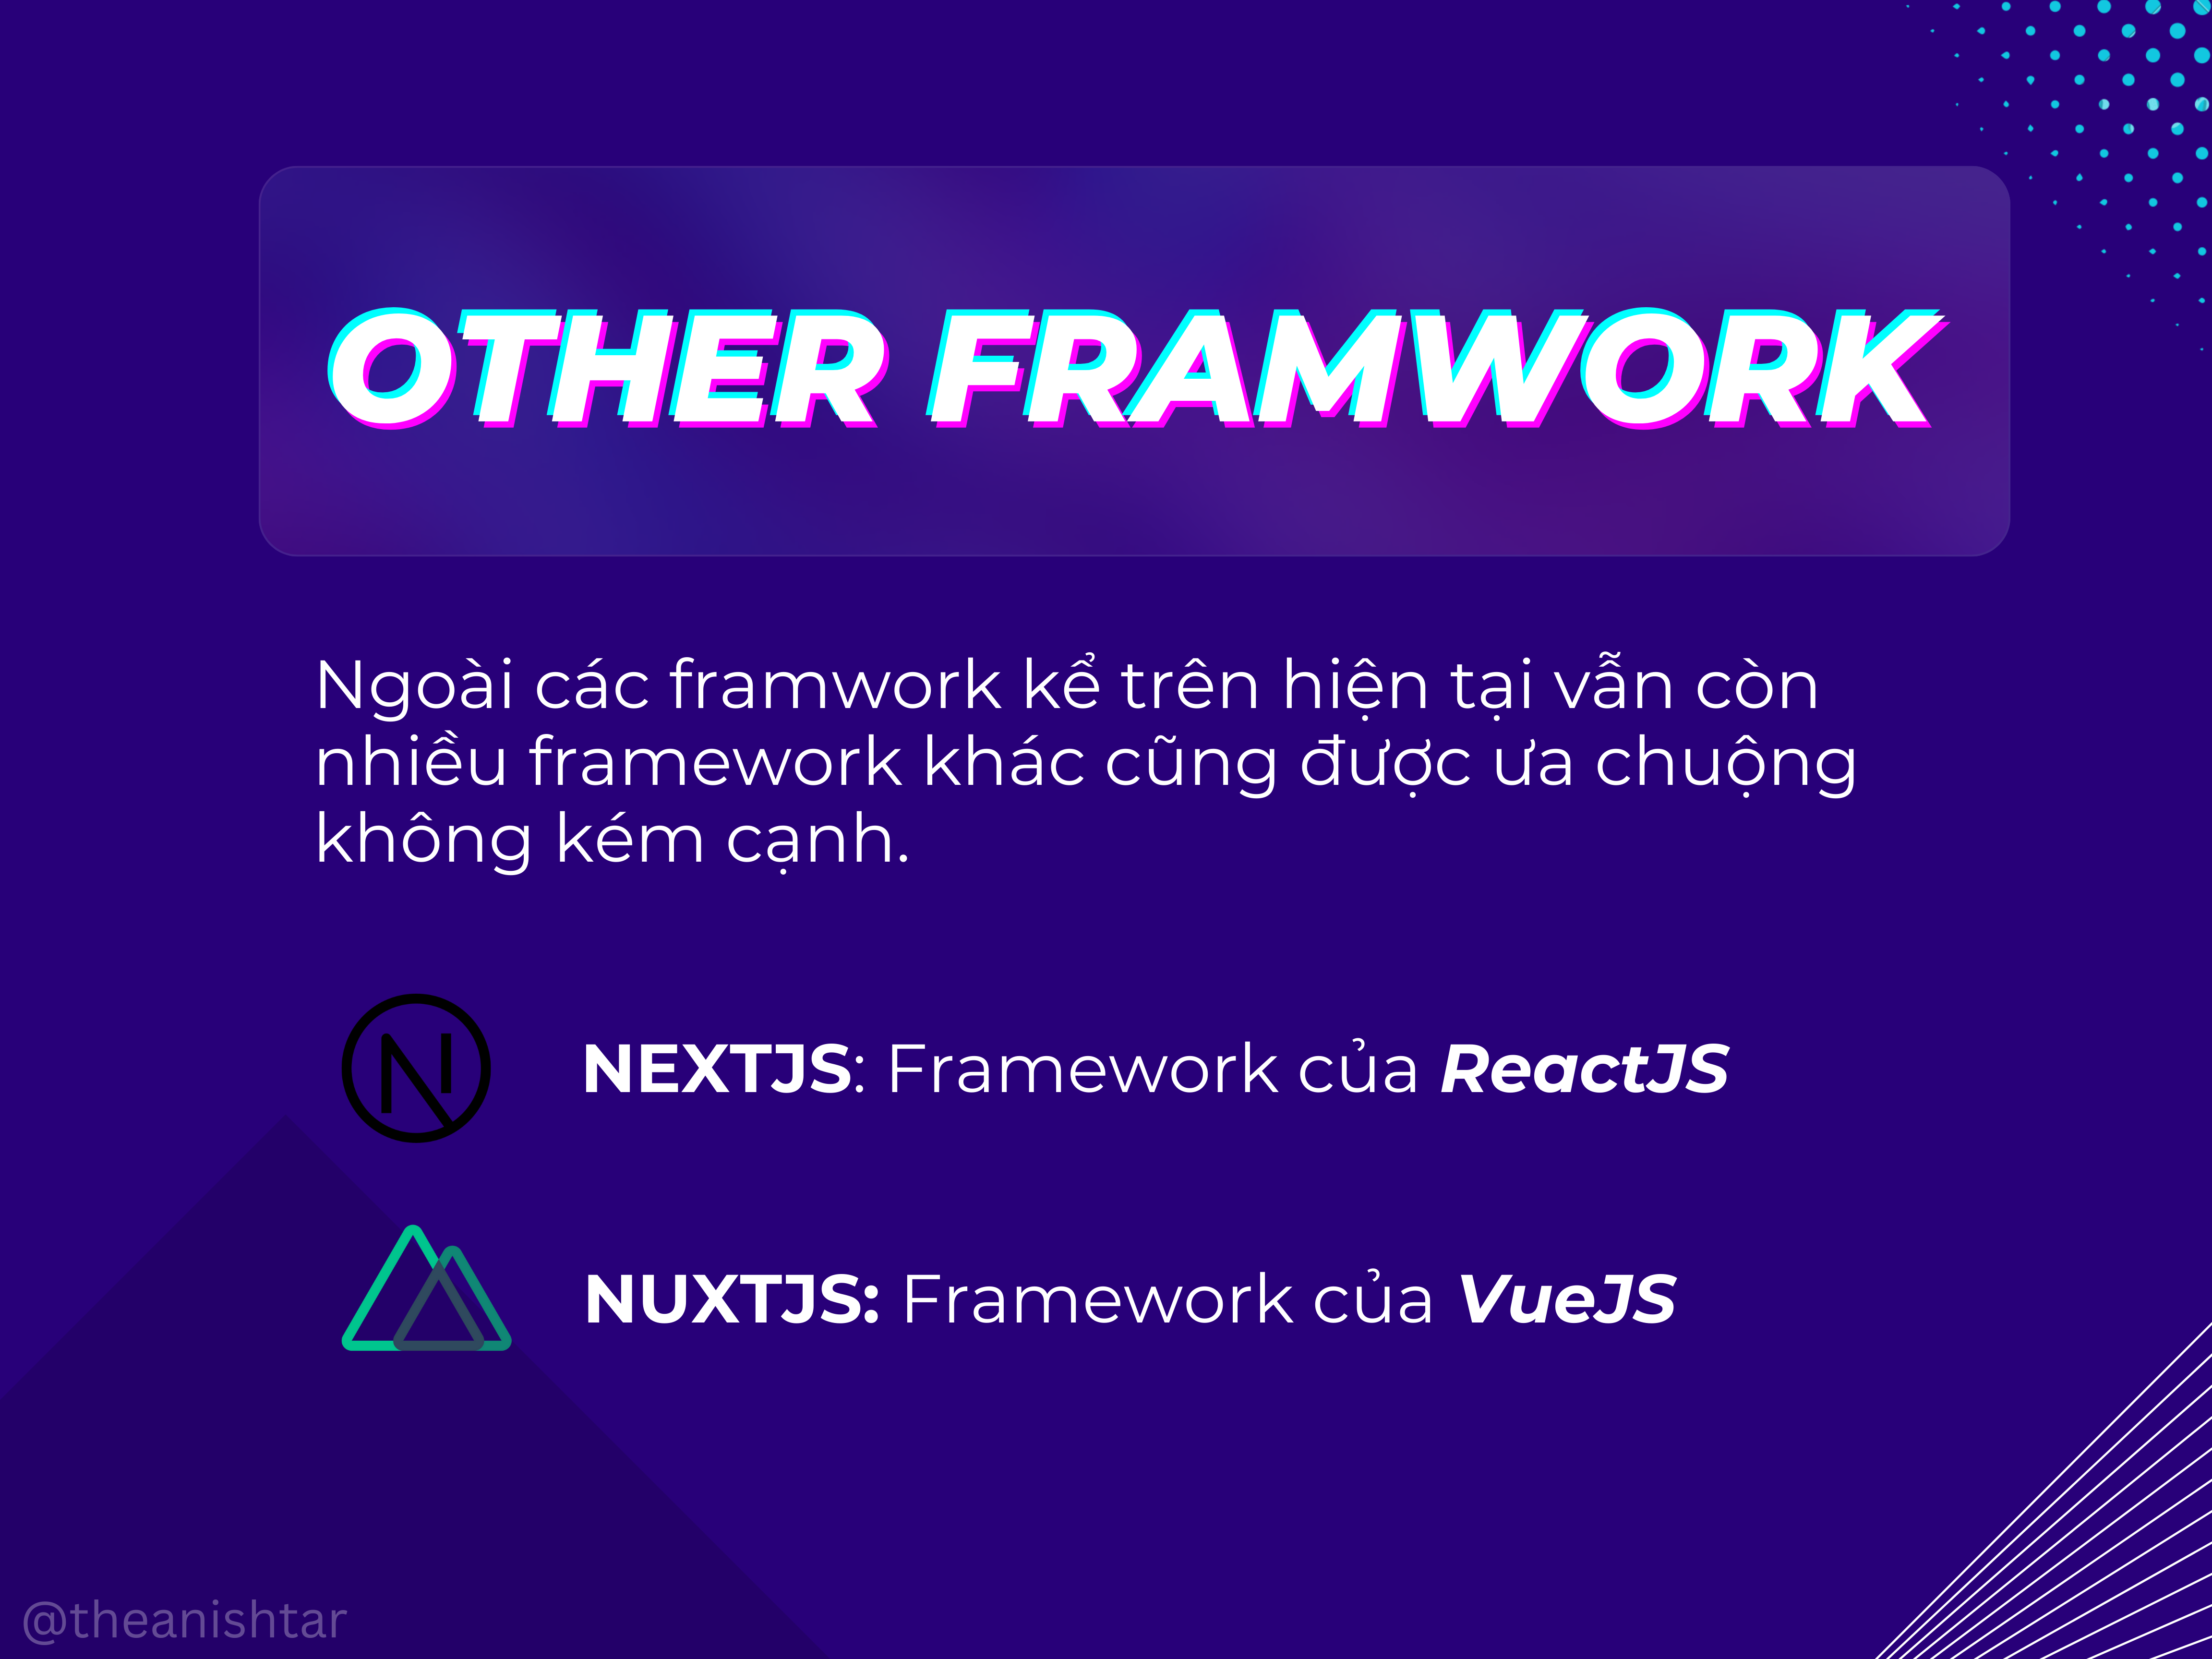 OTHER FRAMWORK
Ngoài các framwork kể trên hiện tại vẫn còn
nhiều framework khác cũng được ưa chuộng
không kém cạnh.
N
NEXTJS: Framework của ReactJS
NUXTJS: Framework của VueJS
@theanishtar